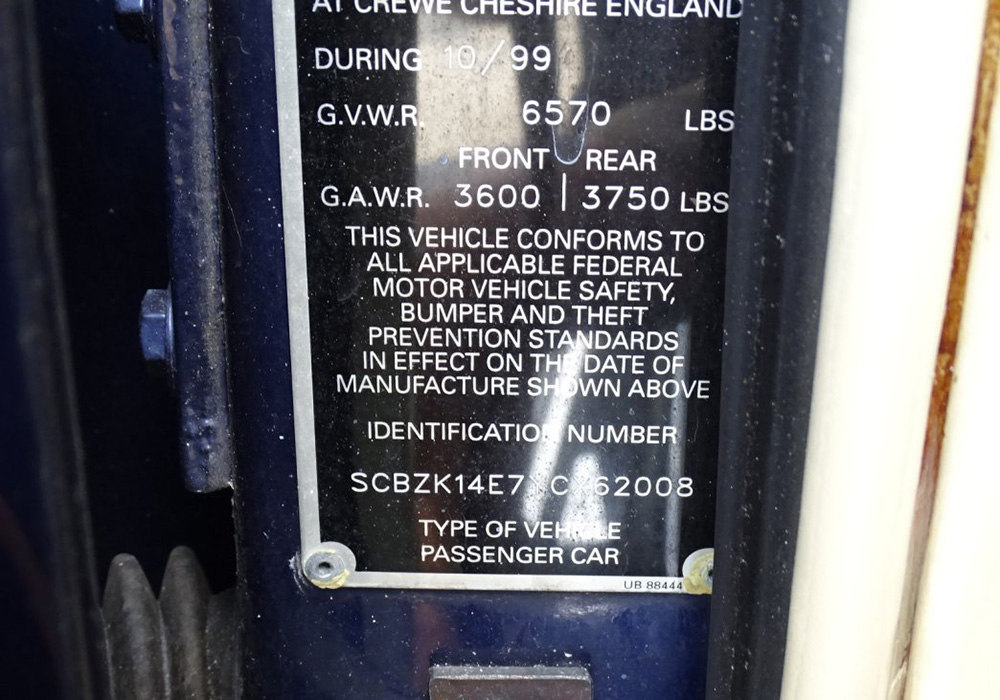 AT CREWE CHESHIRE ENGLAND
DURING 10/99
G.V.W.R. 6570 LBS
FRONT REAR
G.A.W.R. 3600 | 3750 LBS
THIS VEHICLE CONFORMS TO
ALL APPLICABLE FEDERAL
MOTOR VEHICLE SAFETY,
BUMPER AND THEFT
PREVENTION STANDARDS
IN EFFECT ON THE DATE OF
MANUFACTURE SHOWN ABOVE
IDENTIFICATION NUMBER
TYPE OF VEHICLE
PASSENGER CAR
UB 88444